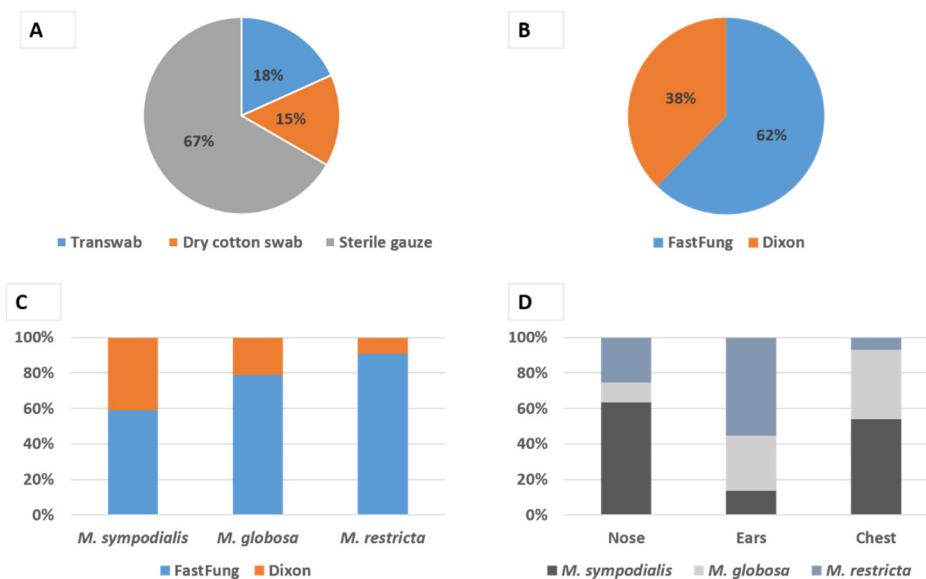 A
18%
15%
67%
Transwab Dry cotton swab Sterile gauze
B
38%
62%
FastFung Dixon
C
100%
80%
60%
40%
20%
0%
M. sympodialis M. globosa M. restricta
FastFung Dixon
D
100%
80%
60%
40%
20%
0%
Nose Ears Chest
M. sympodialis M. globosa M. restricta